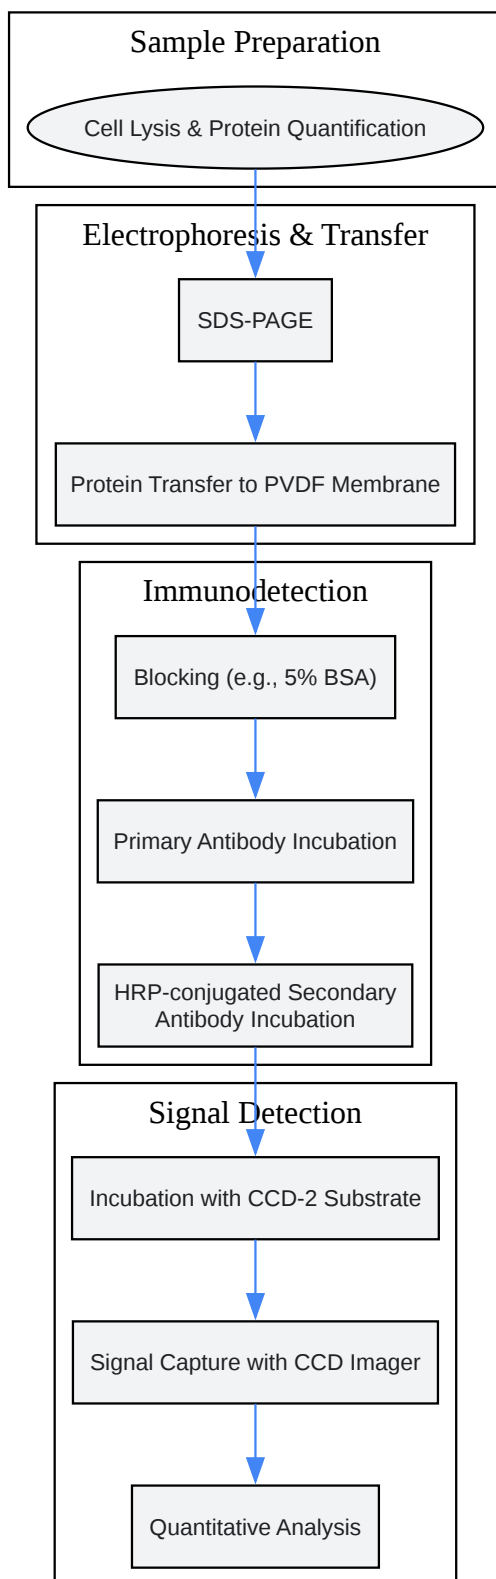 Sample Preparation
Cell Lysis & Protein Quantification
Electrophoresis & Transfer
SDS-PAGE
Protein Transfer to PVDF Membrane
Immunodetection
Blocking (e.g., 5% BSA)
Primary Antibody Incubation
HRP-conjugated Secondary
Antibody Incubation
Signal Detection
Incubation with CCD-2 Substrate
Signal Capture with CCD Imager
Quantitative Analysis